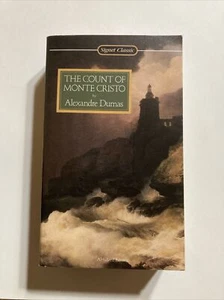 Signet Classic
THE COUNT OF
MONTE CRISTO
by
Alexandre Dumas